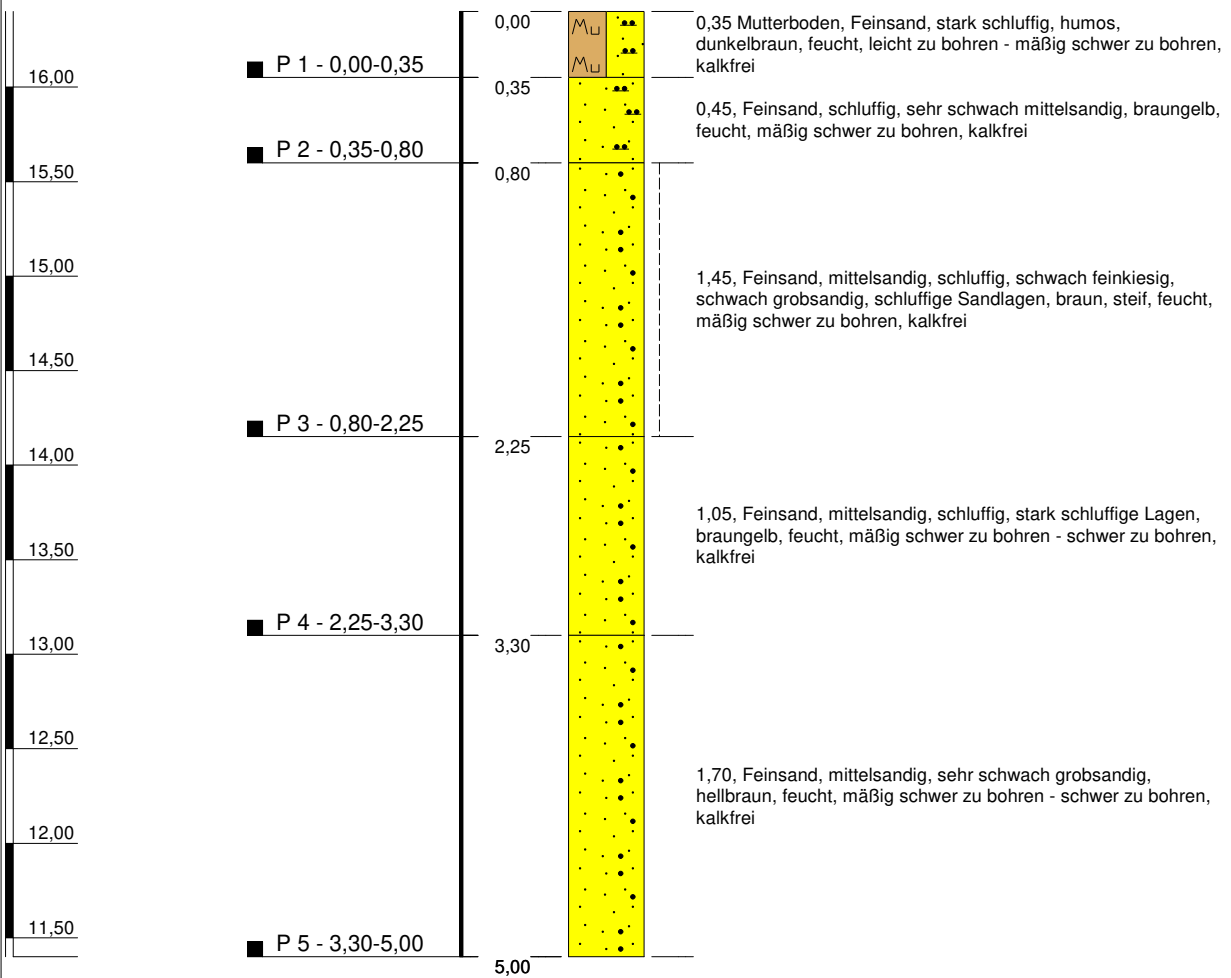 0,00
0,35 Mutterboden, Feinsand, stark schluffig, humos,
dunkelbraun, feucht, leicht zu bohren - mäßig schwer zu bohren,
kalkfrei
Mu
Mu
P 1 - 0,00-0,35
16,00
0,35
0,45, Feinsand, schluffig, sehr schwach mittelsandig, braungelb,
feucht, mäßig schwer zu bohren, kalkfrei
P 2 - 0,35-0,80
15,50
0,80
15,00
1,45, Feinsand, mittelsandig, schluffig, schwach feinkiesig,
schwach grobsandig, schluffige Sandlagen, braun, steif, feucht,
mäßig schwer zu bohren, kalkfrei
14,50
P 3 - 0,80-2,25
2,25
14,00
1,05, Feinsand, mittelsandig, schluffig, stark schluffige Lagen,
braungelb, feucht, mäßig schwer zu bohren - schwer zu bohren,
kalkfrei
13,50
P 4 - 2,25-3,30
13,00
3,30
12,50
1,70, Feinsand, mittelsandig, sehr schwach grobsandig,
hellbraun, feucht, mäßig schwer zu bohren - schwer zu bohren,
kalkfrei
12,00
11,50
P 5 - 3,30-5,00
5,00